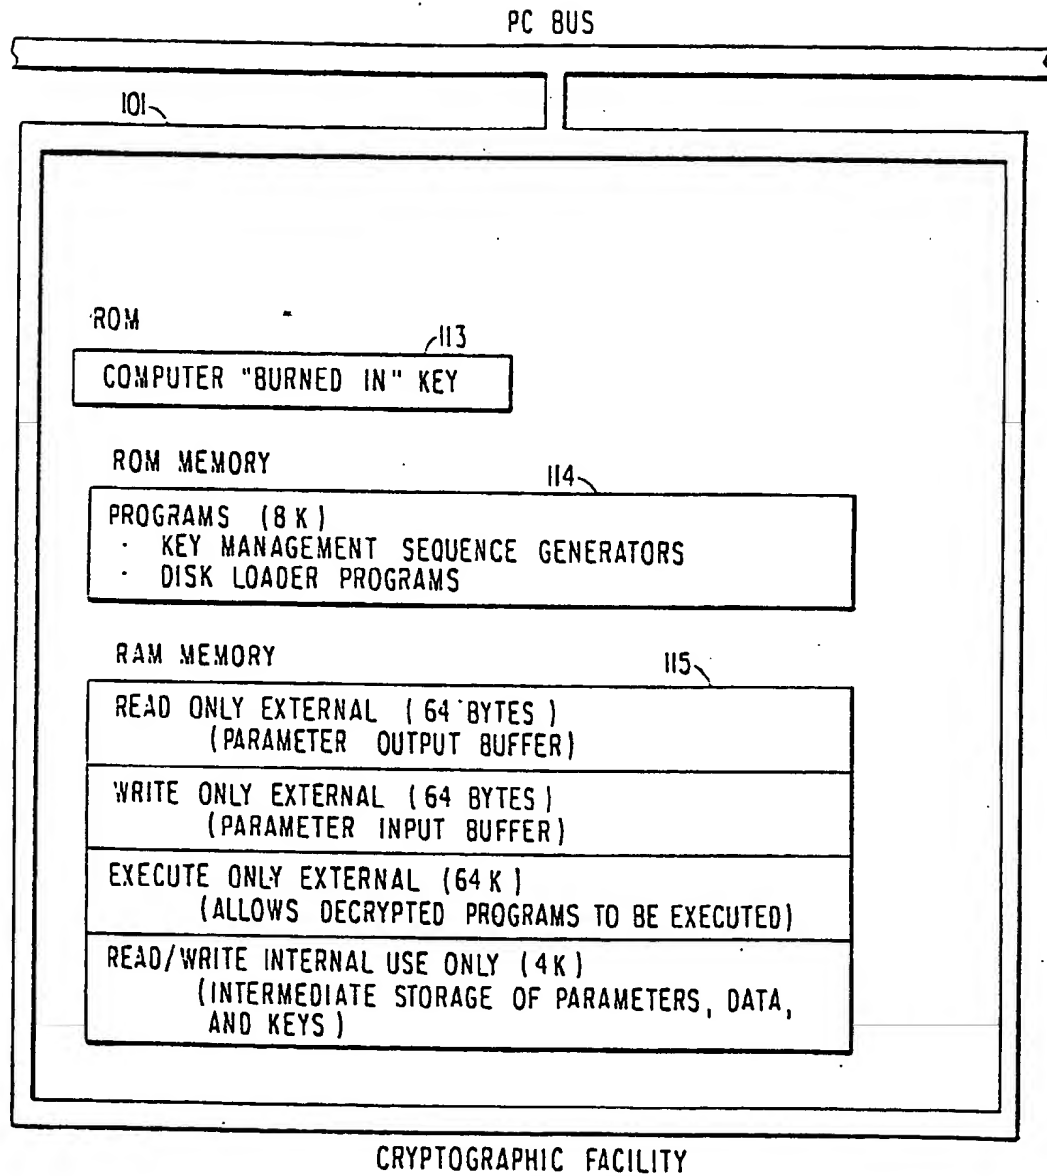 PC BUS
101
ROM
113
COMPUTER "BURNED IN" KEY
ROM MEMORY
114
PROGRAMS (8K)
· KEY MANAGEMENT SEQUENCE GENERATORS
· DISK LOADER PROGRAMS
RAM MEMORY
115
READ ONLY EXTERNAL (64 BYTES)
(PARAMETER OUTPUT BUFFER)
WRITE ONLY EXTERNAL (64 BYTES)
(PARAMETER INPUT BUFFER)
EXECUTE ONLY EXTERNAL (64K)
(ALLOWS DECRYPTED PROGRAMS TO BE EXECUTED)
READ/WRITE INTERNAL USE ONLY (4K)
(INTERMEDIATE STORAGE OF PARAMETERS, DATA,
AND KEYS)
CRYPTOGRAPHIC FACILITY